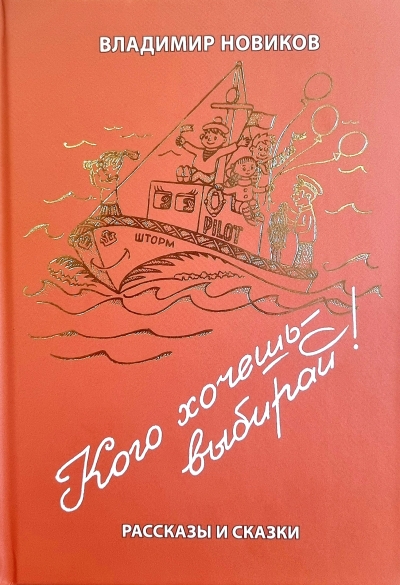 ВЛАДИМИР НОВИКОВ
PiLOT
ШТОРМ
Кого хочешь-
выбирай!
РАССКАЗЫ И СКАЗКИ